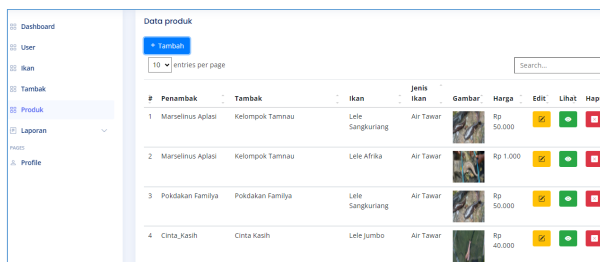 Data produk
Dashboard
User
Ikan
Tambak
Produk
Laporan
PAGES
Profile
+ Tambah
10 entries per page
Search...
# Penambak Tambak Ikan Jenis Ikan Gambar Harga Edit Lihat
1 Marselinus Aplasi Kelompok Tamnau Lele Sangkuriang Air Tawar Rp 50.000
2 Marselinus Aplasi Kelompok Tamnau Lele Afrika Air Tawar Rp 1.000
3 Pokdakan Familya Pokdakan Familya Lele Sangkuriang Air Tawar Rp 50.000
4 Cinta_Kasih Cinta Kasih Lele Jumbo Air Tawar Rp 40.000